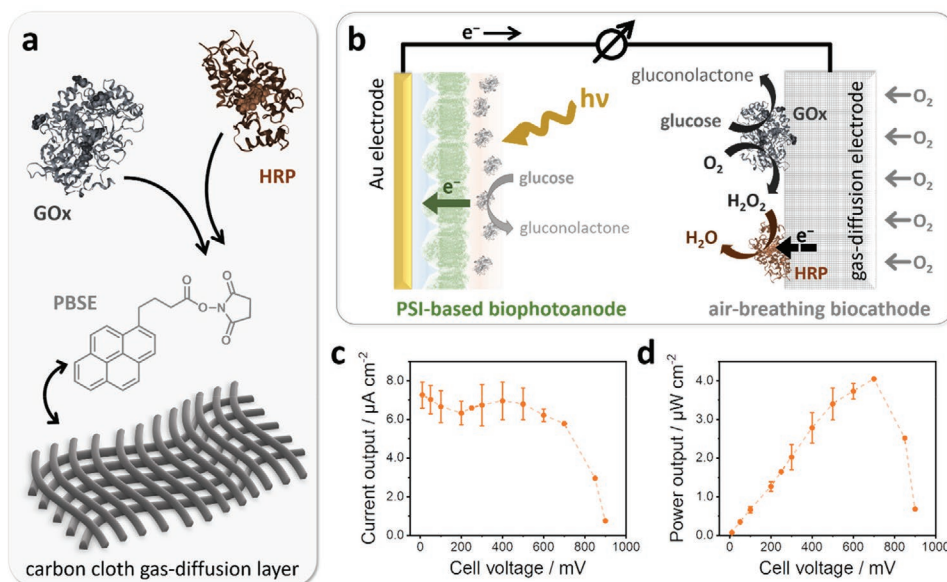 a
GOx
HRP
PBSE
O
O
N
O
O
carbon cloth gas-diffusion layer
b
e⁻
Au electrode
hν
e⁻
glucose
gluconolactone
PSI-based biophotoanode
gluconolactone
GOx
glucose
O₂
H₂O₂
H₂O
e⁻
HRP
gas-diffusion electrode
O₂
O₂
O₂
O₂
O₂
air-breathing biocathode
c
Current output / µA cm⁻²
8.0
6.0
4.0
2.0
0.0
0 200 400 600 800 1000
Cell voltage / mV
d
Power output / µW cm⁻²
4.0
3.0
2.0
1.0
0.0
0 200 400 600 800 1000
Cell voltage / mV